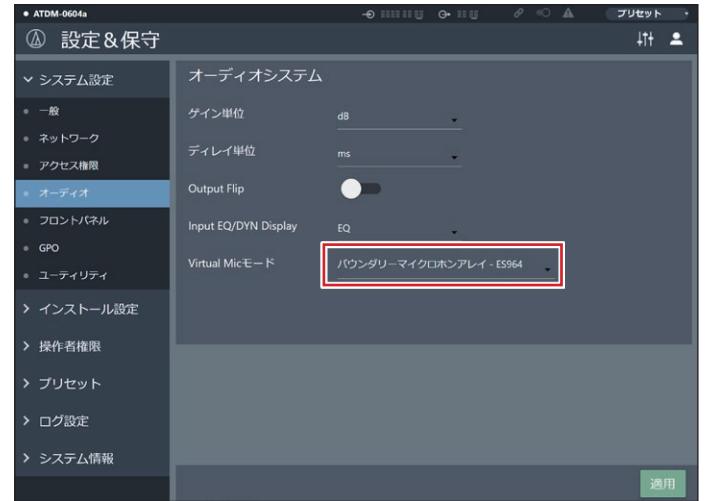 ATDM-0604a
プリセット
設定＆保守
システム設定
一般
ネットワーク
アクセス権限
オーディオ
フロントパネル
GPO
ユーティリティ
インストール設定
操作者権限
プリセット
ログ設定
システム情報
オーディオシステム
ゲイン単位 dB
ディレイ単位 ms
Output Flip
Input EQ/DYN Display EQ
Virtual Micモード バウンダリーマイクロホンアレイ - ES964
適用